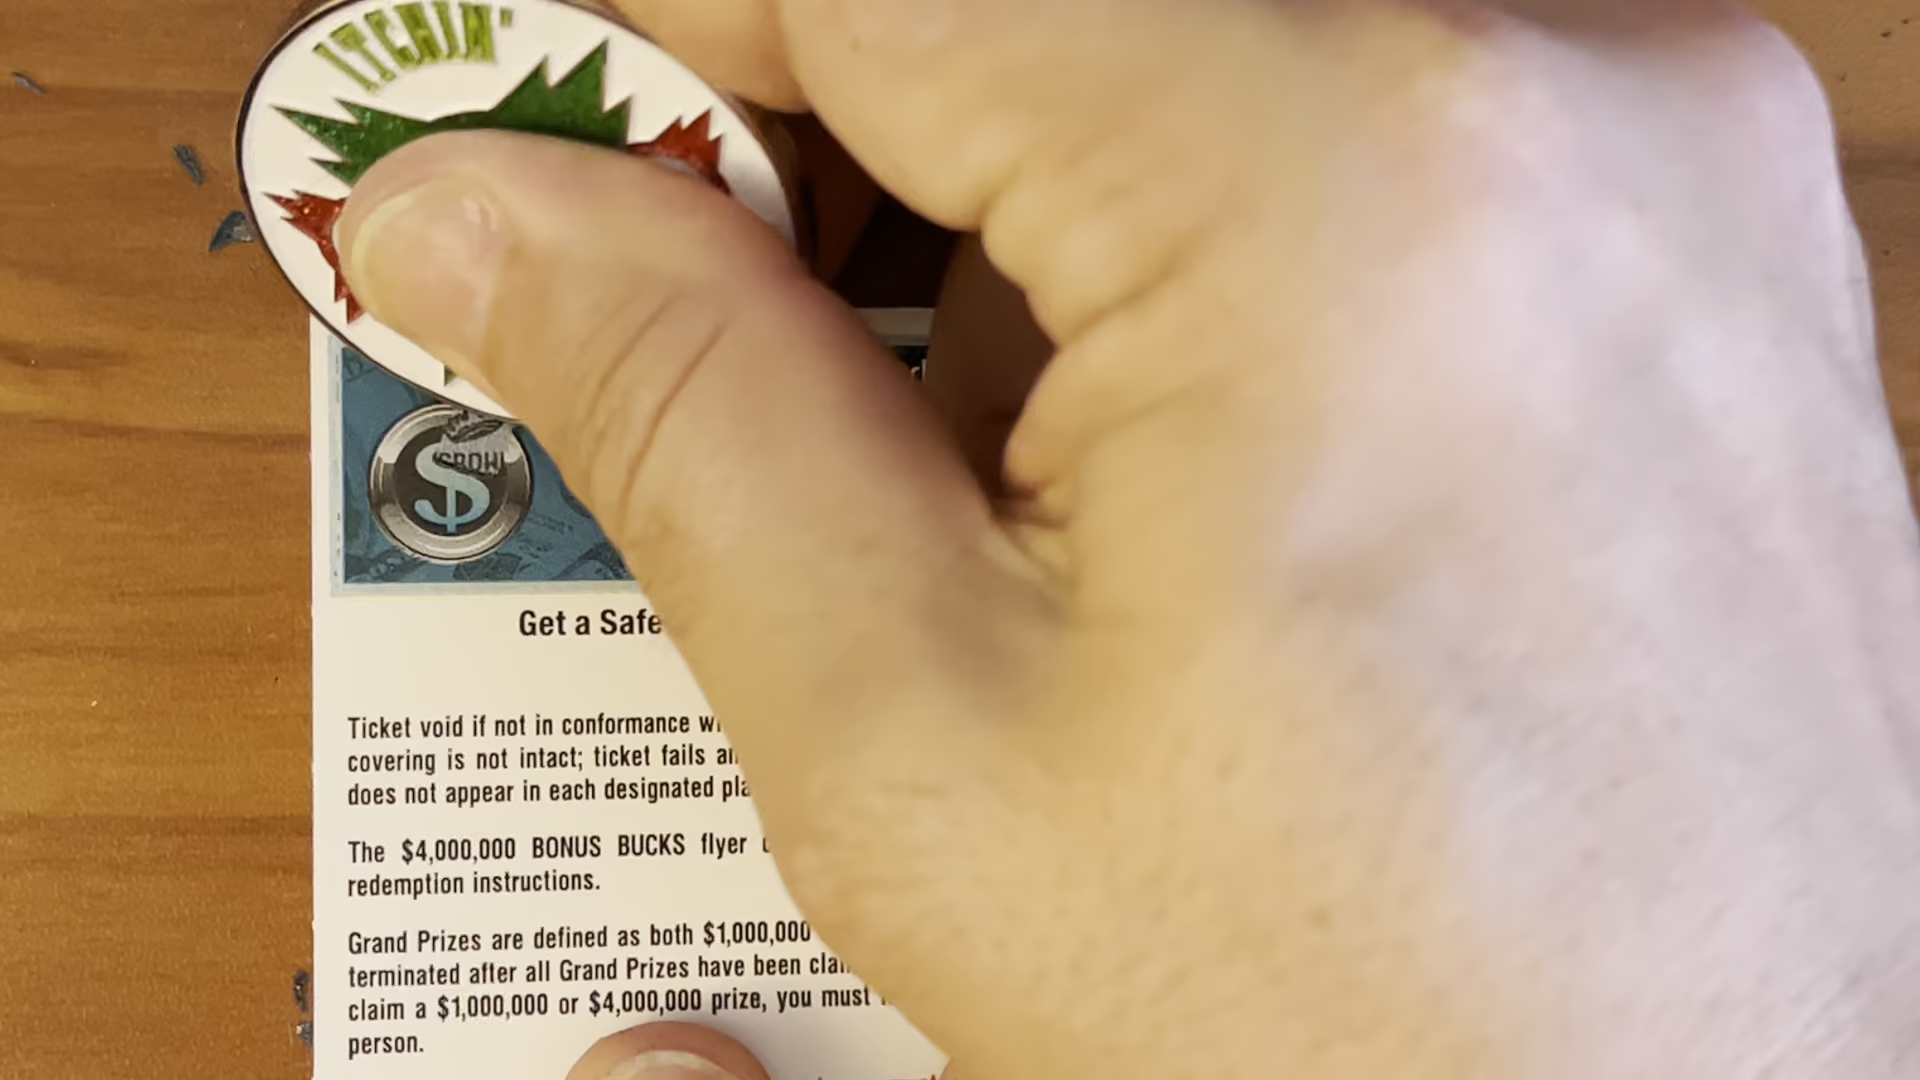 ITCHIN'
$
Get a Safe
Ticket void if not in conformance
covering is not intact; ticket fails
does not appear in each designated
The $4,000,000 BONUS BUCKS flyer
redemption instructions.
Grand Prizes are defined as both $1,000,000
terminated after all Grand Prizes have been
claim a $1,000,000 or $4,000,000 prize, you must
person.